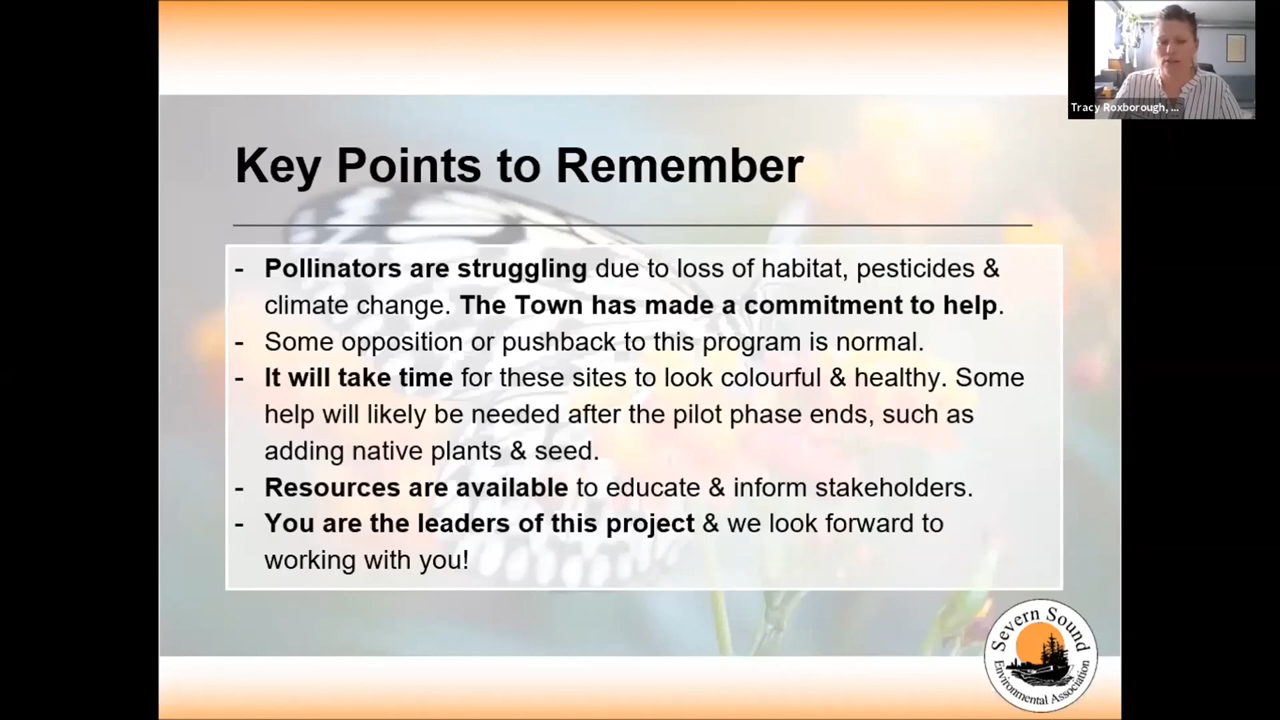 Tracy Roxborough, ...
Key Points to Remember
- Pollinators are struggling due to loss of habitat, pesticides &
climate change. The Town has made a commitment to help.
- Some opposition or pushback to this program is normal.
- It will take time for these sites to look colourful & healthy. Some
help will likely be needed after the pilot phase ends, such as
adding native plants & seed.
- Resources are available to educate & inform stakeholders.
- You are the leaders of this project & we look forward to
working with you!
Severn Sound
Environmental Association